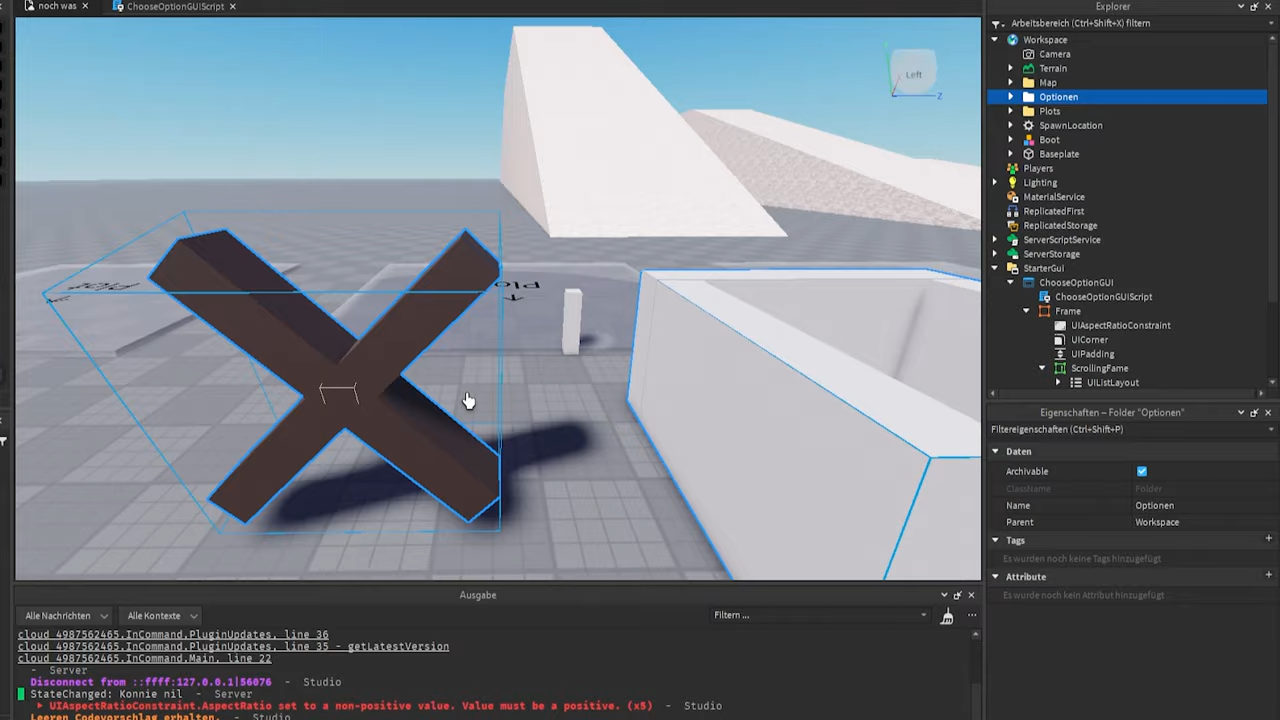 noch was
ChooseOptionGUIScript
Explorer
Arbeitsbereich (Ctrl+Shift+X) filtern
Workspace
Camera
Terrain
Map
Optionen
Plots
SpawnLocation
Boot
Baseplate
Players
Lighting
MaterialService
ReplicatedFirst
ReplicatedStorage
ServerScriptService
ServerStorage
StarterGui
ChooseOptionGUI
ChooseOptionGUIScript
Frame
UIAspectRatioConstraint
UICorner
UIPadding
ScrollingFame
UIListLayout
Left
Z
Eigenschaften – Folder "Optionen"
Filtereigenschaften (Ctrl+Shift+P)
Daten
Archivable
ClassName Folder
Name Optionen
Parent Workspace
Tags
Es wurden noch keine Tags hinzugefügt
Attribute
Es wurde noch kein Attribut hinzugefügt
Ausgabe
Alle Nachrichten Alle Kontexte Filtern ...
cloud_4987562465.InCommand.PluginUpdates, line 36
cloud_4987562465.InCommand.PluginUpdates, line 35 - getLatestVersion
cloud_4987562465.InCommand.Main, line 22
- Server
Disconnect from ::ffff:127.0.0.1|56076 - Studio
StateChanged: Konnie nil - Server
UIAspectRatioConstraint.AspectRatio set to a non-positive value. Value must be a positive. (x5) - Studio
Leeren Codevorschlag erhalten. - Studio